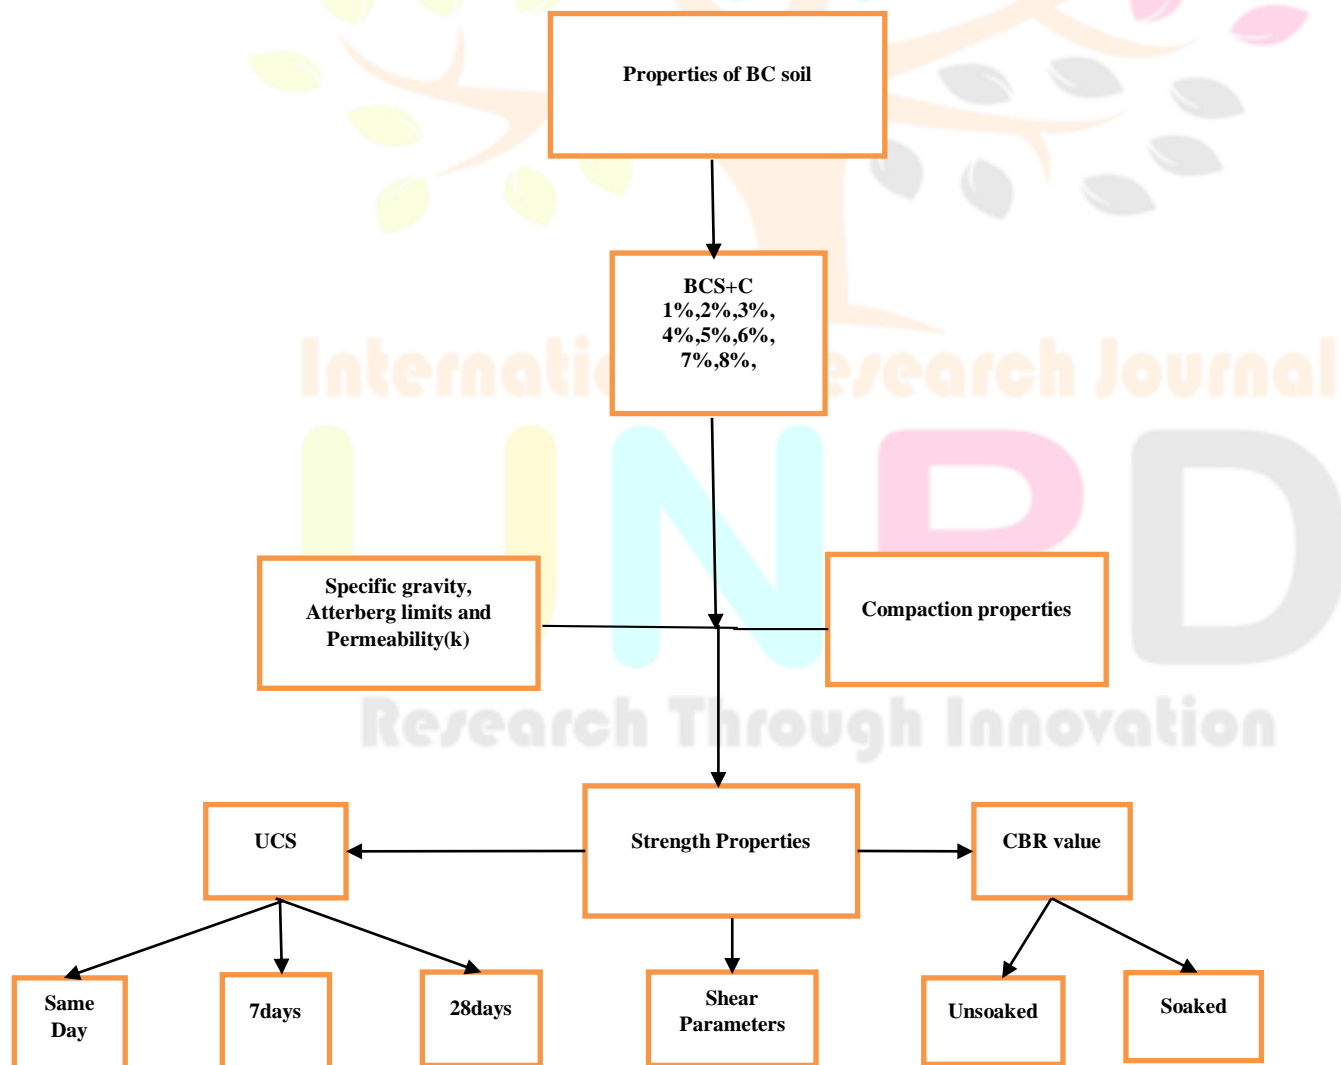 Properties of BC soil
BCS+C
1%,2%,3%,
4%,5%,6%,
7%,8%,
International Research Journal
Specific gravity,
Atterberg limits and
Permeability(k)
Compaction properties
Research Through Innovation
UCS
Strength Properties
CBR value
Same
Day
7days
28days
Shear
Parameters
Unsoaked
Soaked